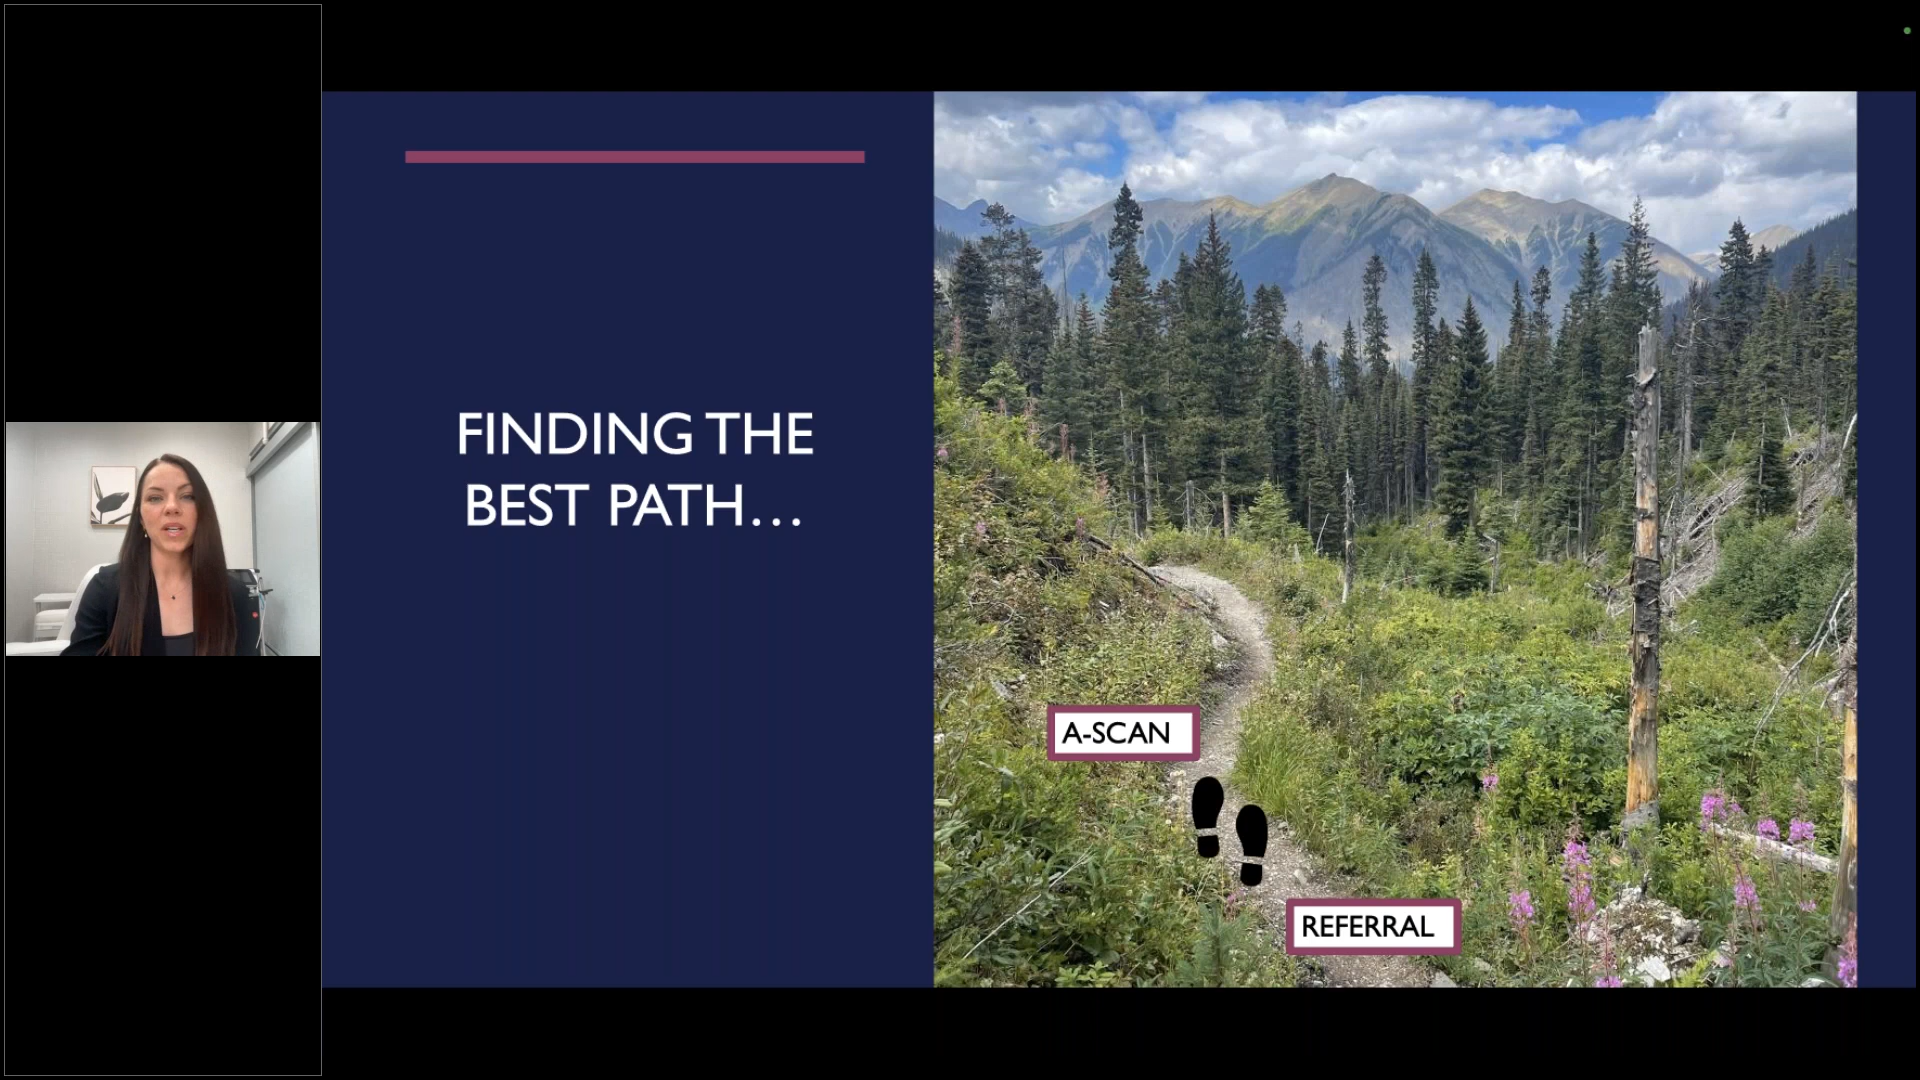 FINDING THE
BEST PATH...
A-SCAN
REFERRAL